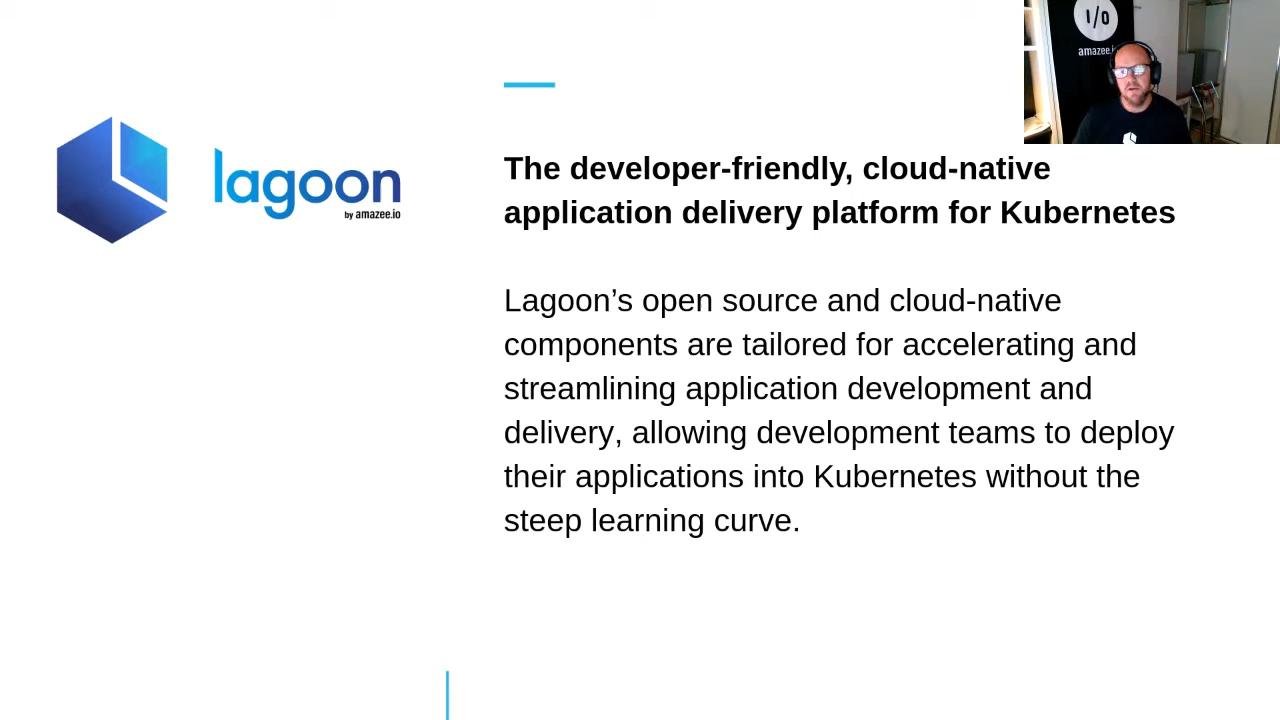 I/O
amazee.io
lagoon
by amazee.io
The developer-friendly, cloud-native
application delivery platform for Kubernetes
Lagoon’s open source and cloud-native
components are tailored for accelerating and
streamlining application development and
delivery, allowing development teams to deploy
their applications into Kubernetes without the
steep learning curve.